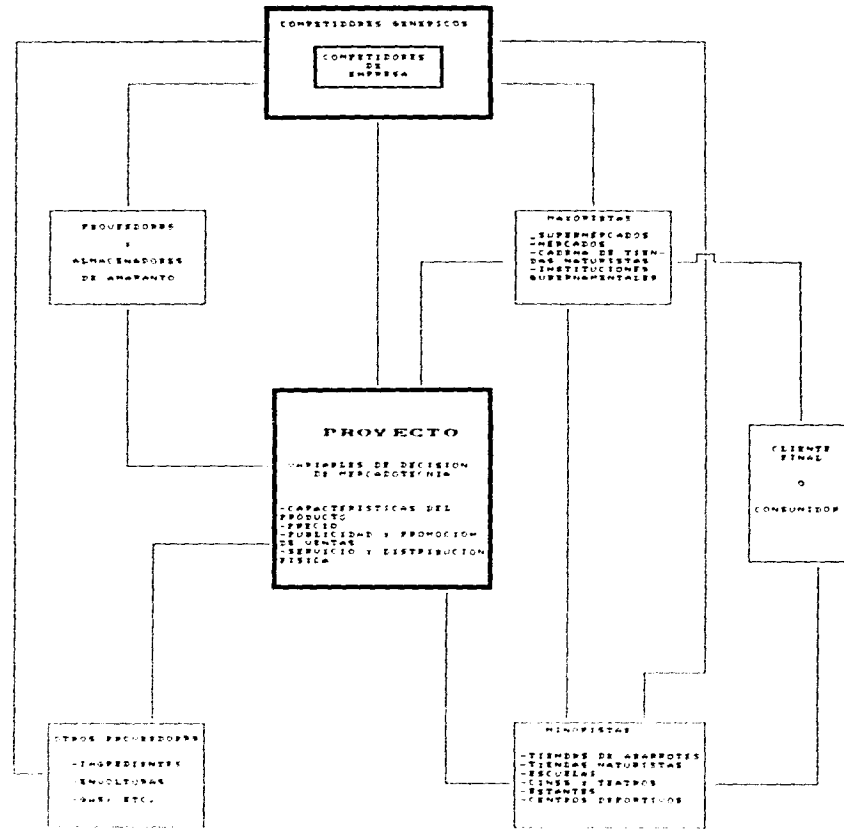 COMPETIDORES GENERICOS
COMPETIDORES
DE
EMPRESA
PROVEEDORES
Y
ALMACENADORES
DE AMARANTO
MAYORISTAS
-SUPERMERCADOS
-MERCADOS
-CADENA DE TIEN-
DAS NATURISTAS
-INSTITUCIONES
GUBERNAMENTALES
PROYECTO
VARIABLES DE DECISION
DE MERCADOTECNIA
-CARACTERISTICAS DEL
PRODUCTO
-PRECIO
-PUBLICIDAD Y PROMOCION
DE VENTAS
-SERVICIO Y DISTRIBUCION
FISICA
CLIENTE
FINAL
O
CONSUMIDOR
OTROS PROVEEDORES
-INGREDIENTES
-ENVOLTURAS
-GAS, ETC.
MINORISTAS
-TIENDAS DE ABARROTES
-TIENDAS NATURISTAS
-ESCUELAS
-CINES Y TEATROS
-ESTANTES
-CENTROS DEPORTIVOS